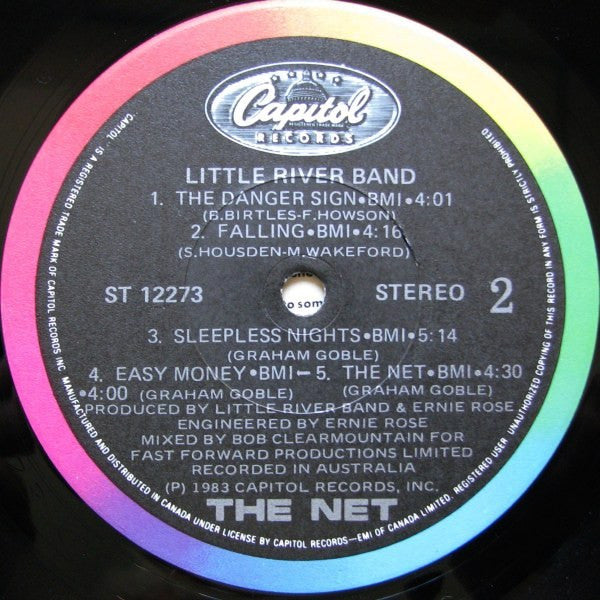 Capitol
REGISTERED TRADE MARK
RECORDS
LITTLE RIVER BAND
1. THE DANGER SIGN•BMI•4:01
(B.BIRTLES-F.HOWSON)
2. FALLING•BMI•4:16
(S.HOUSDEN-M.WAKEFORD)
ST 12273
STEREO 2
o som
3. SLEEPLESS NIGHTS•BMI•5:14
(GRAHAM GOBLE)
4. EASY MONEY•BMI— 5. THE NET•BMI•4:30
•4:00 (GRAHAM GOBLE) (GRAHAM GOBLE)
PRODUCED BY LITTLE RIVER BAND & ERNIE ROSE
ENGINEERED BY ERNIE ROSE
MIXED BY BOB CLEARMOUNTAIN FOR
FAST FORWARD PRODUCTIONS LIMITED
RECORDED IN AUSTRALIA
(P) 1983 CAPITOL RECORDS, INC.
THE NET
CAPITOL IS A REGISTERED TRADE MARK OF CAPITOL RECORDS INC. MANUFACTURED AND DISTRIBUTED IN CANADA UNDER LICENSE BY CAPITOL RECORDS—EMI OF CANADA LIMITED, REGISTERED USER. UNAUTHORIZED COPYING OF THIS RECORD IN ANY FORM IS STRICTLY PROHIBITED